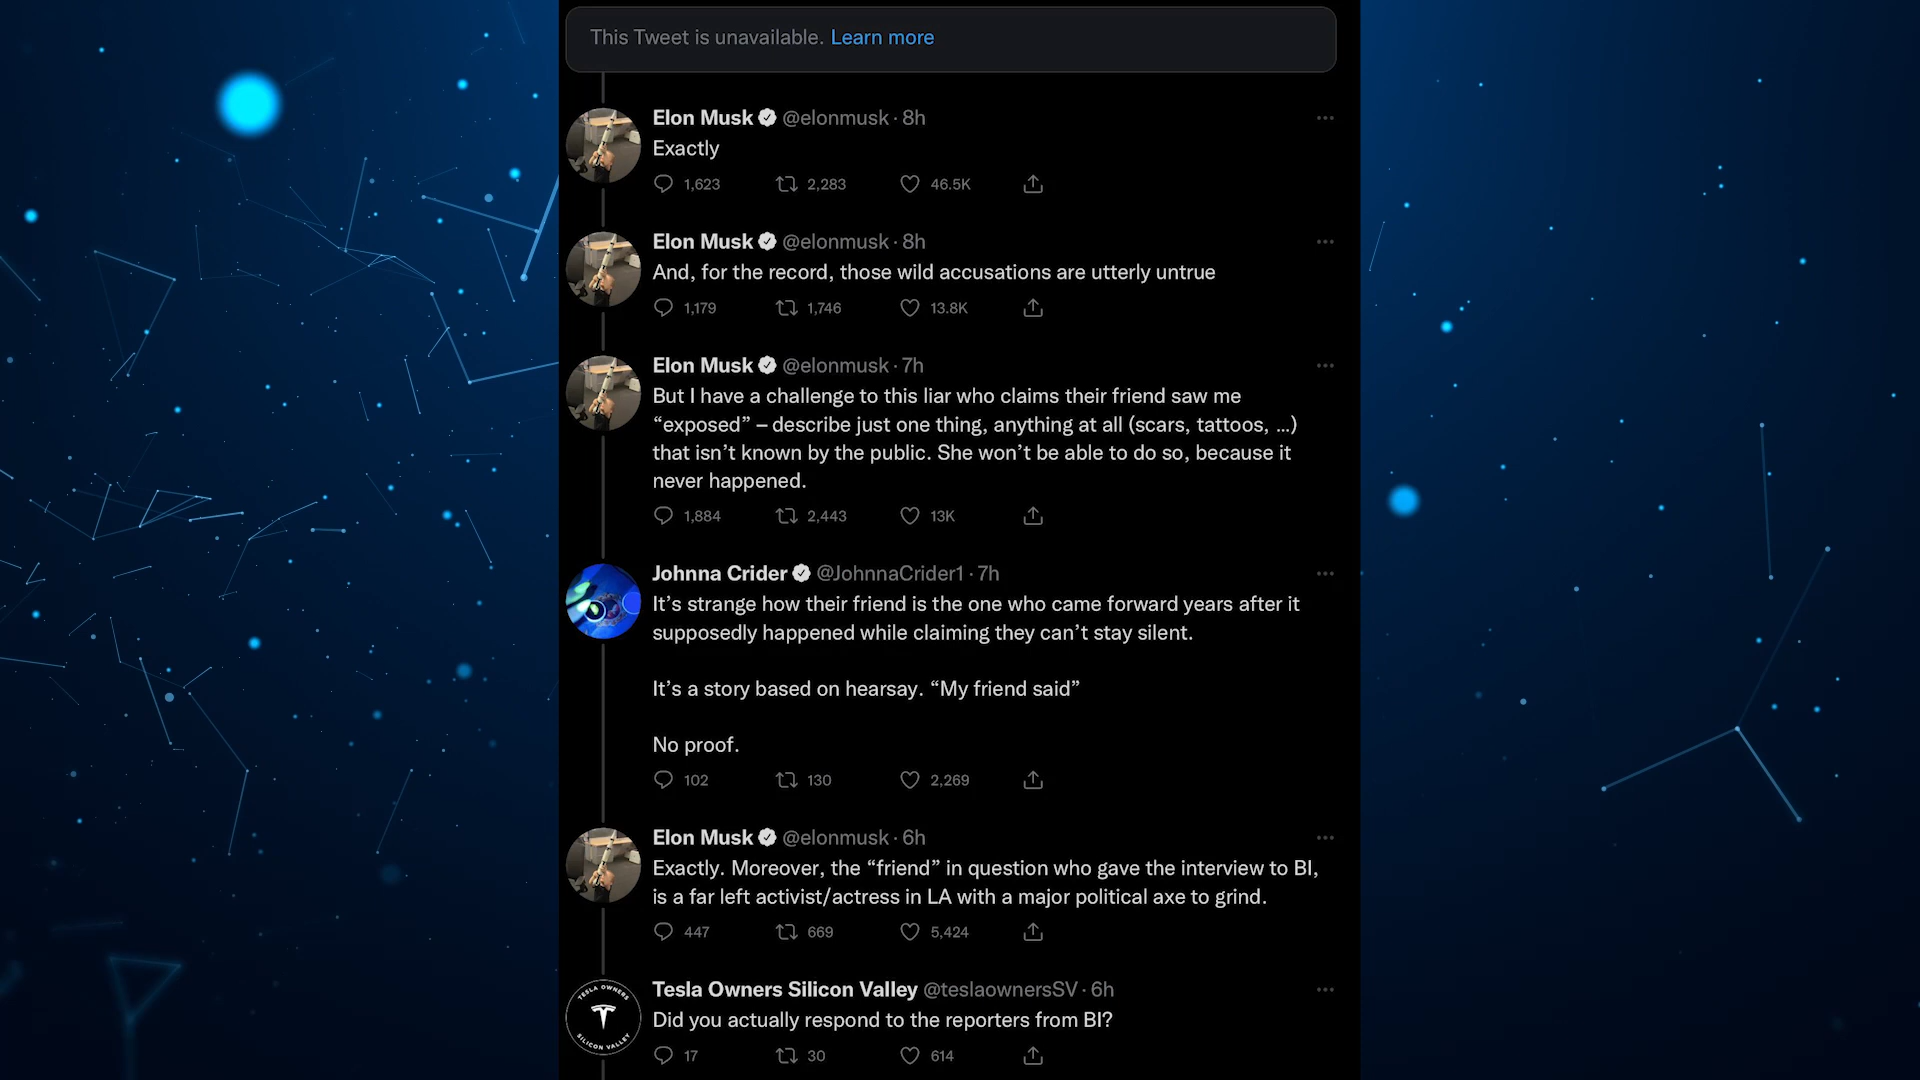 This Tweet is unavailable. Learn more
Elon Musk @elonmusk · 8h
Exactly
1,623 2,283 46.5K
Elon Musk @elonmusk · 8h
And, for the record, those wild accusations are utterly untrue
1,179 1,746 13.8K
Elon Musk @elonmusk · 7h
But I have a challenge to this liar who claims their friend saw me
“exposed” – describe just one thing, anything at all (scars, tattoos, …)
that isn’t known by the public. She won’t be able to do so, because it
never happened.
1,884 2,443 13K
Johnna Crider @JohnnaCrider1 · 7h
It’s strange how their friend is the one who came forward years after it
supposedly happened while claiming they can’t stay silent.
It’s a story based on hearsay. “My friend said”
No proof.
102 130 2,269
Elon Musk @elonmusk · 6h
Exactly. Moreover, the “friend” in question who gave the interview to BI,
is a far left activist/actress in LA with a major political axe to grind.
447 669 5,424
TESLA OWNERS
SILICON VALLEY
Tesla Owners Silicon Valley @teslaownersSV · 6h
Did you actually respond to the reporters from BI?
17 30 614